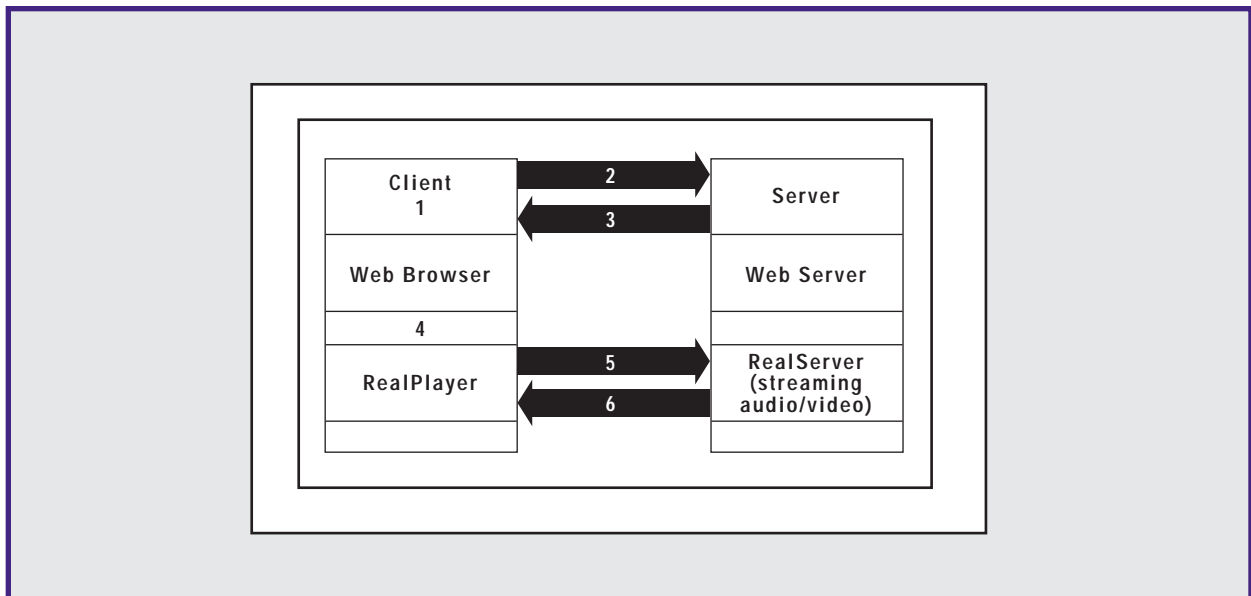 Client
1
2
3
Server
Web Browser
Web Server
4
RealPlayer
5
6
RealServer
(streaming
audio/video)